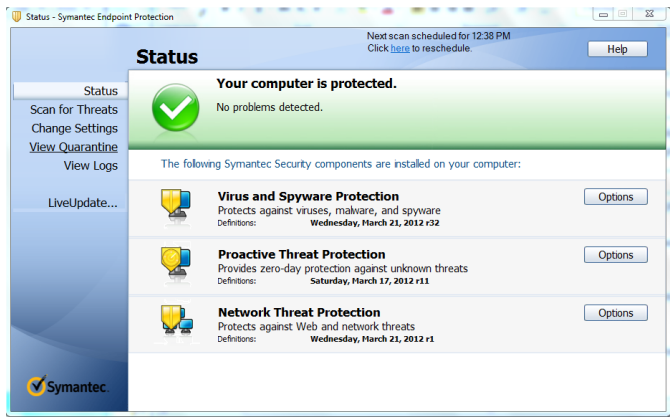 Status - Symantec Endpoint Protection
Next scan scheduled for 12:38 PM
Click here to reschedule.
Help
Status
Status
Scan for Threats
Change Settings
View Quarantine
View Logs
LiveUpdate...
Your computer is protected.
No problems detected.
The following Symantec Security components are installed on your computer:
Virus and Spyware Protection
Options
Protects against viruses, malware, and spyware
Definitions: Wednesday, March 21, 2012 r32
Proactive Threat Protection
Options
Provides zero-day protection against unknown threats
Definitions: Saturday, March 17, 2012 r11
Network Threat Protection
Options
Protects against Web and network threats
Definitions: Wednesday, March 21, 2012 r1
Symantec.